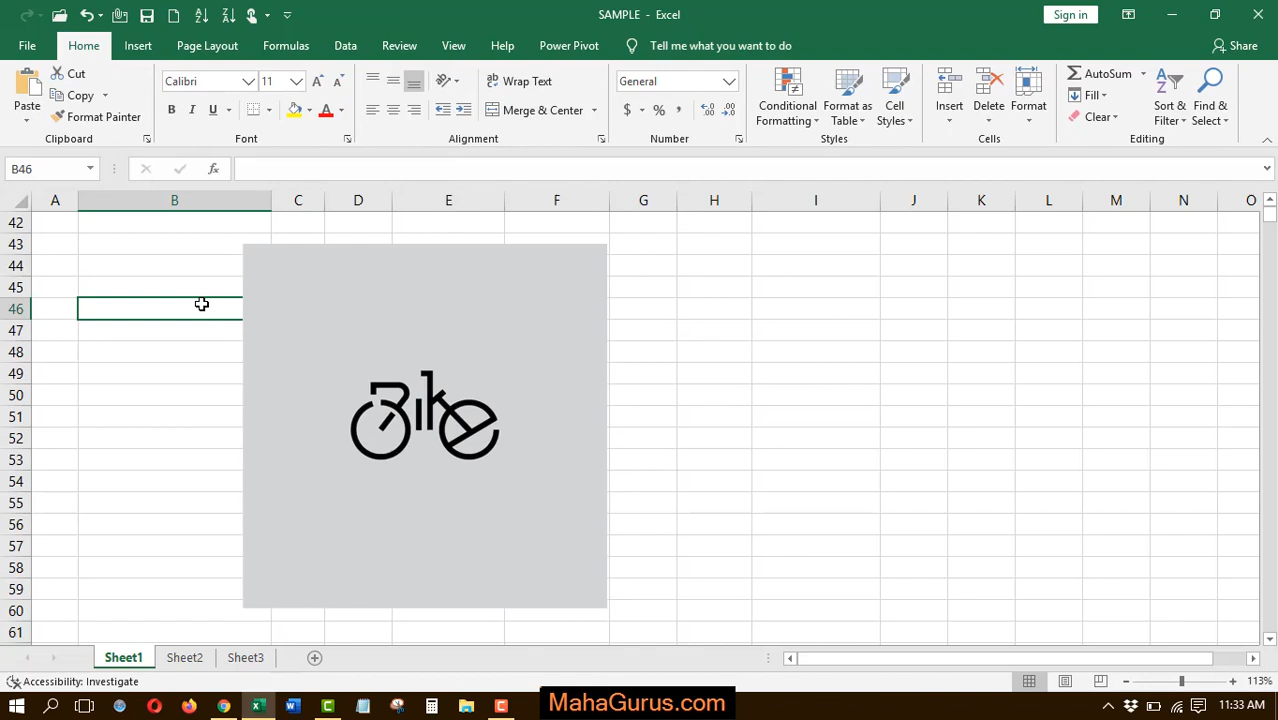 SAMPLE - Excel
Sign in
File Home Insert Page Layout Formulas Data Review View Help Power Pivot Tell me what you want to do Share
Paste
Cut
Copy
Format Painter
Clipboard
Calibri 11
B I U
Font
Wrap Text
Merge & Center
Alignment
General
$ % ,
Number
Conditional Formatting
Format as Table
Cell Styles
Styles
Insert
Delete
Format
Cells
AutoSum
Fill
Clear
Sort & Filter
Find & Select
Editing
B46
fx
A B C D E F G H I J K L M N O
42
43
44
45
46
47
48
49
50
51
52
53
54
55
56
57
58
59
60
61
Bike
Sheet1 Sheet2 Sheet3
Accessibility: Investigate
113%
MahaGurus.com
11:33 AM